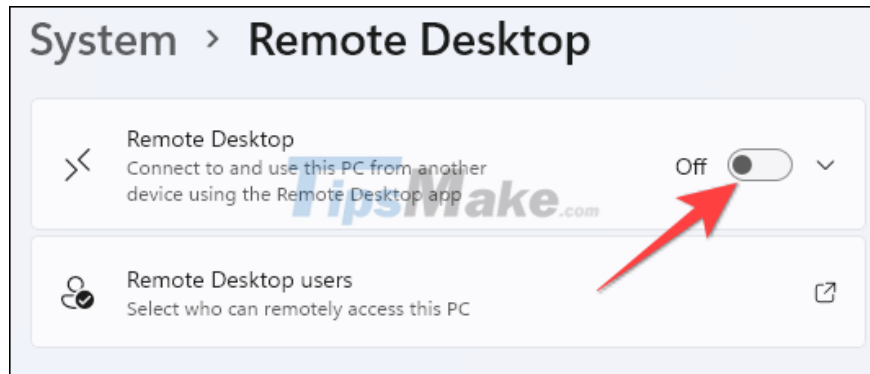 System > Remote Desktop
Remote Desktop
Connect to and use this PC from another
device using the Remote Desktop app
Off
TipsMake.com
Remote Desktop users
Select who can remotely access this PC